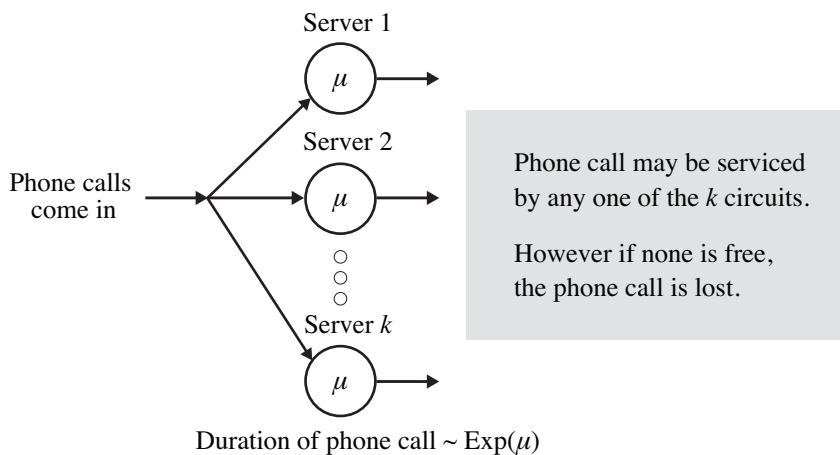 Server 1
μ
Server 2
Phone calls
come in
μ
Server k
μ
Duration of phone call ~ Exp(μ)
Phone call may be serviced
by any one of the k circuits.
However if none is free,
the phone call is lost.